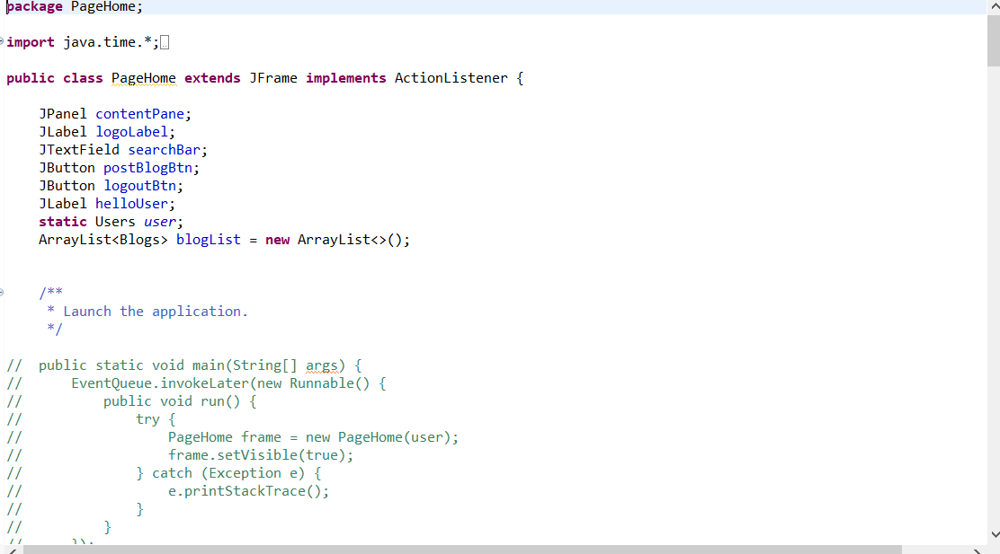 package PageHome;
import java.time.*;
public class PageHome extends JFrame implements ActionListener {
JPanel contentPane;
JLabel logoLabel;
JTextField searchBar;
JButton postBlogBtn;
JButton logoutBtn;
JLabel helloUser;
static Users user;
ArrayList<Blogs> blogList = new ArrayList<>();
/**
* Launch the application.
*/
// public static void main(String[] args) {
// EventQueue.invokeLater(new Runnable() {
// public void run() {
// try {
// PageHome frame = new PageHome(user);
// frame.setVisible(true);
// } catch (Exception e) {
// e.printStackTrace();
// }
// }
// });